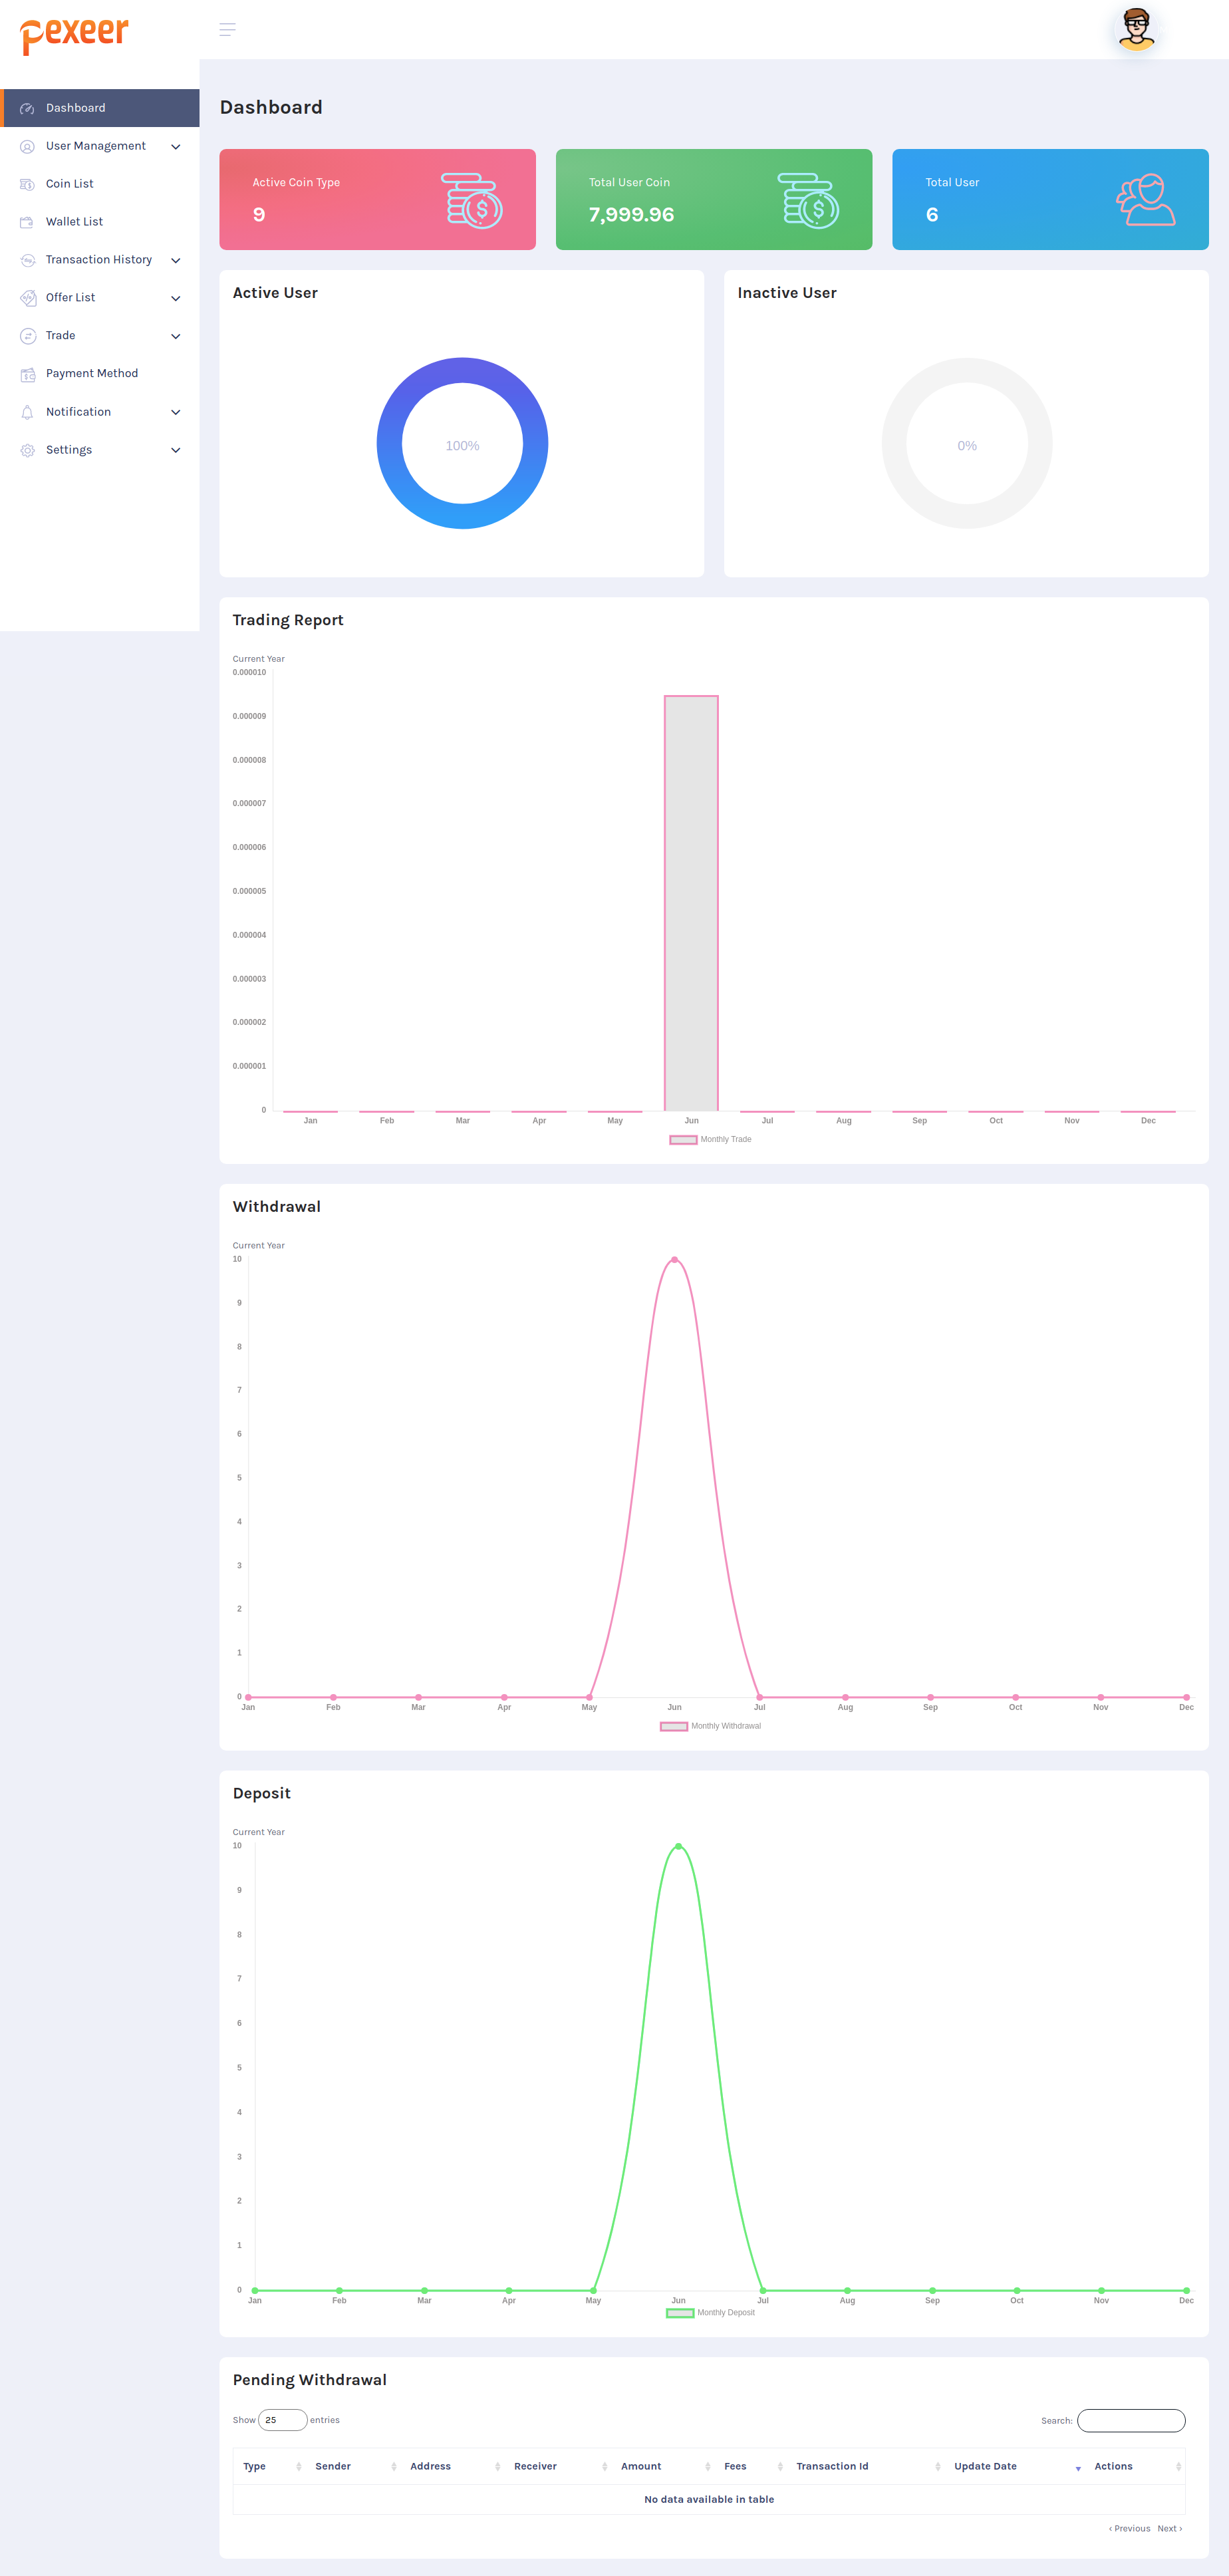 pexeer
Dashboard
User Management
Coin List
Wallet List
Transaction History
Offer List
Trade
Payment Method
Notification
Settings
Dashboard
Active Coin Type
9
Total User Coin
7,999.96
Total User
6
Active User
100%
Inactive User
0%
Trading Report
Current Year
0.000010
0.000009
0.000008
0.000007
0.000006
0.000005
0.000004
0.000003
0.000002
0.000001
0
Jan Feb Mar Apr May Jun Jul Aug Sep Oct Nov Dec
Monthly Trade
Withdrawal
Current Year
10
9
8
7
6
5
4
3
2
1
0
Jan Feb Mar Apr May Jun Jul Aug Sep Oct Nov Dec
Monthly Withdrawal
Deposit
Current Year
10
9
8
7
6
5
4
3
2
1
0
Jan Feb Mar Apr May Jun Jul Aug Sep Oct Nov Dec
Monthly Deposit
Pending Withdrawal
Show 25 entries
Search:
Type Sender Address Receiver Amount Fees Transaction Id Update Date Actions
No data available in table
‹ Previous Next ›